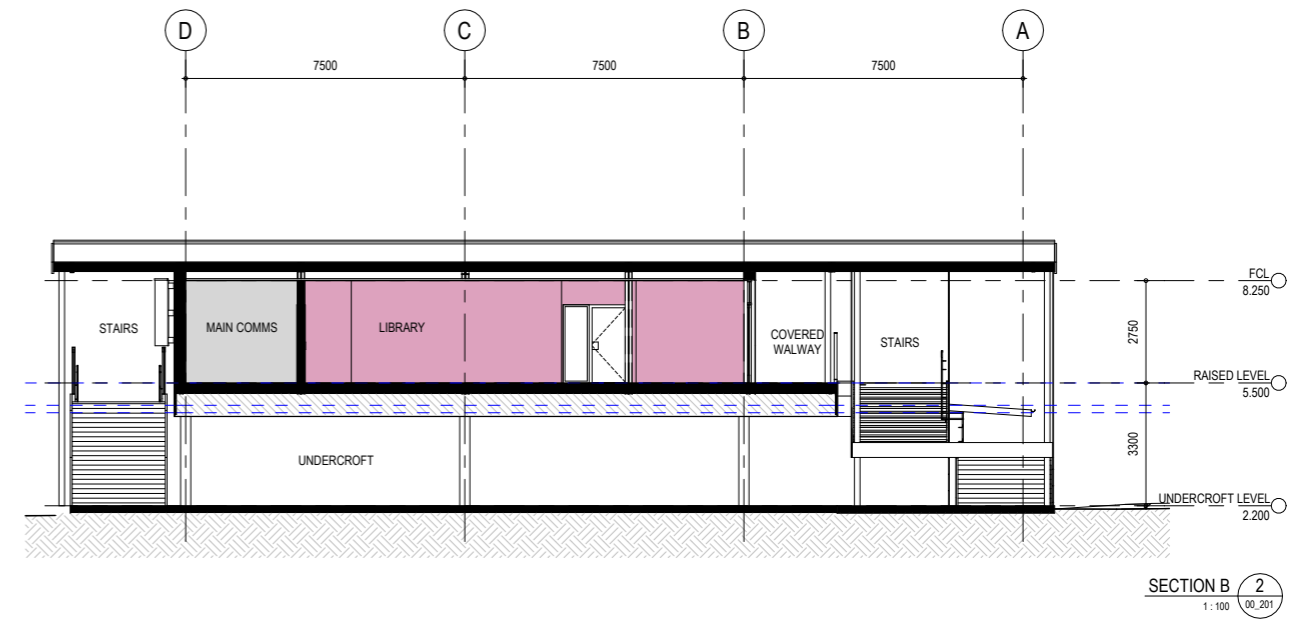 D
C
B
A
7500
7500
7500
FCL
8.250
STAIRS
MAIN COMMS
LIBRARY
COVERED
WALWAY
STAIRS
2750
RAISED LEVEL
5.500
3300
UNDERCROFT
UNDERCROFT LEVEL
2.200
SECTION B
2
1 : 100
00_201